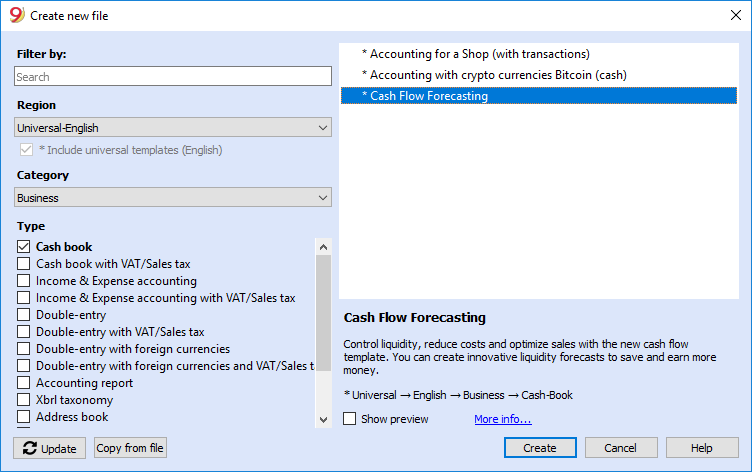 9 Create new file
Filter by:
Search
Region
Universal-English
* Include universal templates (English)
Category
Business
Type
Cash book
Cash book with VAT/Sales tax
Income & Expense accounting
Income & Expense accounting with VAT/Sales tax
Double-entry
Double-entry with VAT/Sales tax
Double-entry with foreign currencies
Double-entry with foreign currencies and VAT/Sales t
Accounting report
Xbrl taxonomy
Address book
Update
Copy from file
* Accounting for a Shop (with transactions)
* Accounting with crypto currencies Bitcoin (cash)
* Cash Flow Forecasting
Cash Flow Forecasting
Control liquidity, reduce costs and optimize sales with the new cash flow
template. You can create innovative liquidity forecasts to save and earn more
money.
* Universal → English → Business → Cash-Book
Show preview
More info...
Create
Cancel
Help